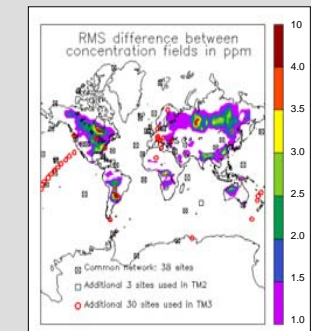 RMS difference between
concentration fields in ppm
Common network: 38 sites
Additional 3 sites used in TM2
Additional 30 sites used in TM3
10
4.0
3.5
3.0
2.5
2.0
1.5
1.0